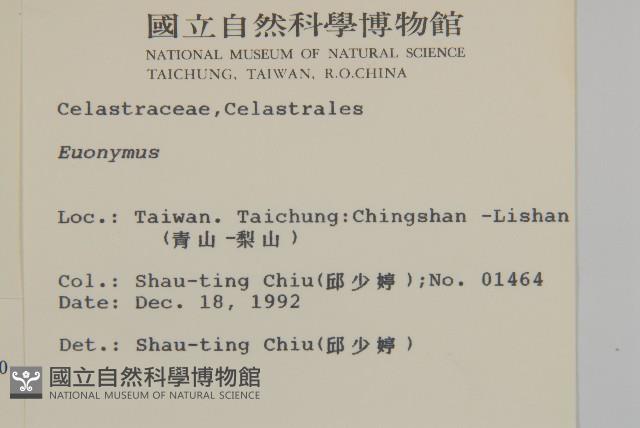 國立自然科學博物館
NATIONAL MUSEUM OF NATURAL SCIENCE
TAICHUNG, TAIWAN, R.O.CHINA
Celastraceae,Celastrales
Euonymus
Loc.: Taiwan. Taichung:Chingshan -Lishan
(青山-梨山)
Col.: Shau-ting Chiu(邱少婷);No. 01464
Date: Dec. 18, 1992
Det.: Shau-ting Chiu(邱少婷)
國立自然科學博物館
NATIONAL MUSEUM OF NATURAL SCIENCE